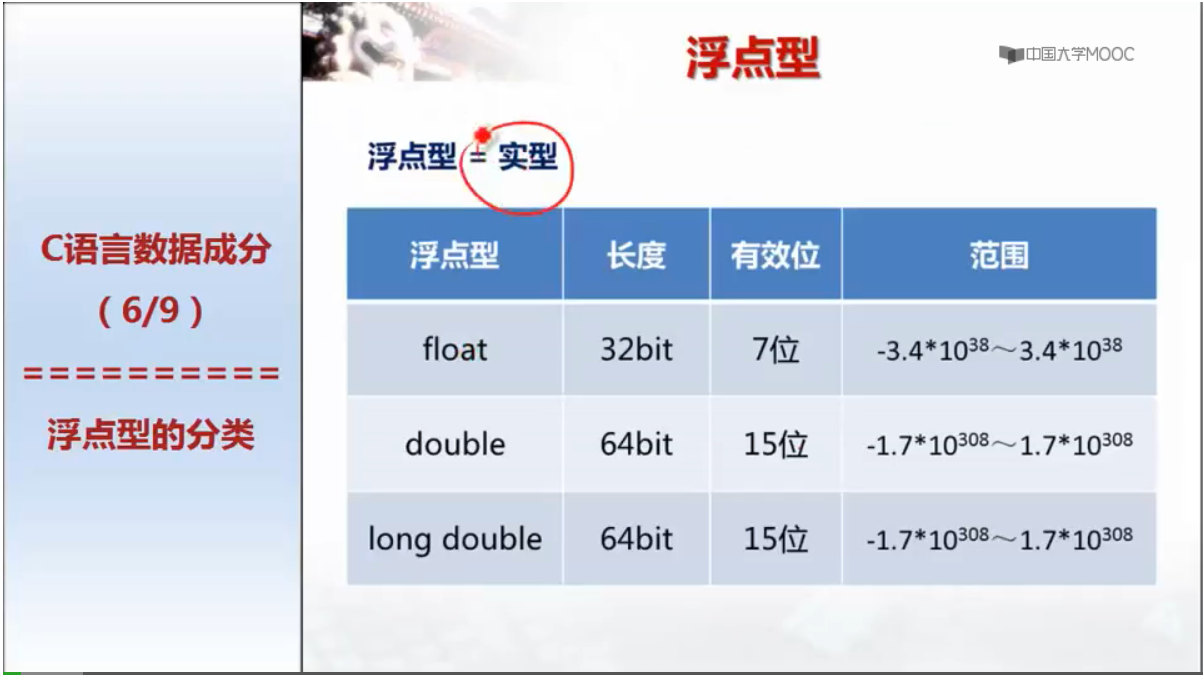 浮点型
中国大学MOOC
浮点型 = 实型
C语言数据成分
（6/9）
==========
浮点型的分类
浮点型 长度 有效位 范围
float 32bit 7位 -3.4*10³⁸～3.4*10³⁸
double 64bit 15位 -1.7*10³⁰⁸～1.7*10³⁰⁸
long double 64bit 15位 -1.7*10³⁰⁸～1.7*10³⁰⁸